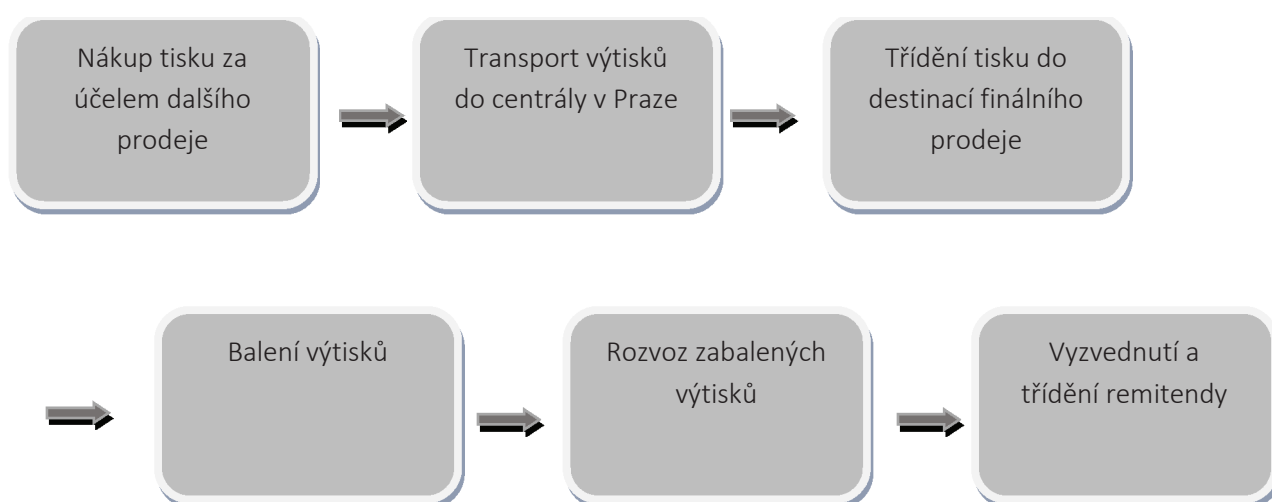 Nákup tisku za
účelem dalšího
prodeje
Transport výtisků
do centrály v Praze
Třídění tisku do
destinací finálního
prodeje
Balení výtisků
Rozvoz zabalených
výtisků
Vyzvednutí a
třídění remitendy